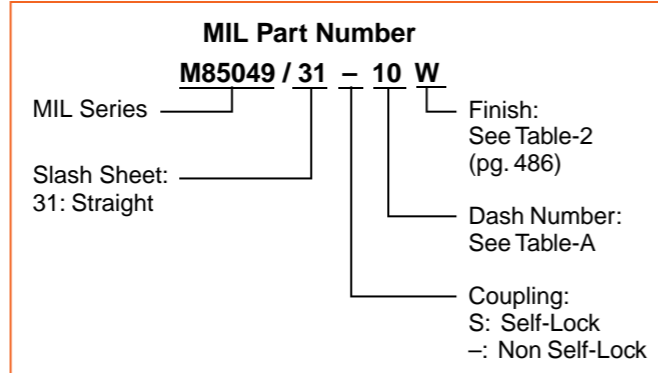 MIL Part Number
M85049 / 31 – 10 W
MIL Series
Slash Sheet:
31: Straight
Finish:
See Table-2
(pg. 486)
Dash Number:
See Table-A
Coupling:
S: Self-Lock
–: Non Self-Lock